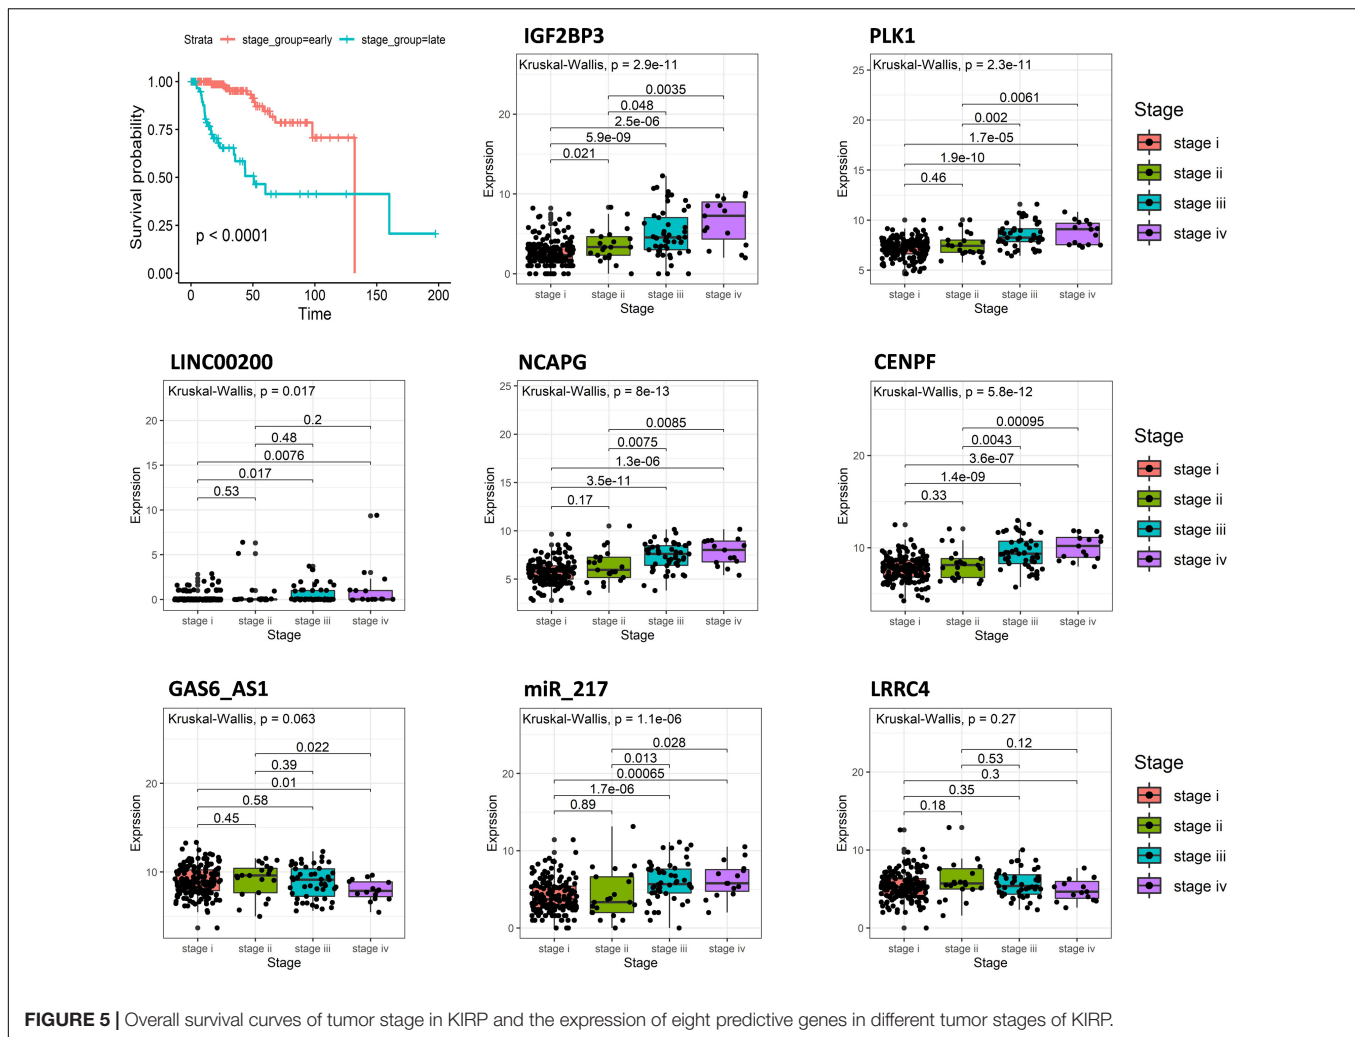 Strata stage_group=early stage_group=late
Survival probability
1.00
0.75
0.50
0.25
0.00
p < 0.0001
0 50 100 150 200
Time
IGF2BP3
Kruskal-Wallis, p = 2.9e-11
0.0035
0.048
2.5e-06
5.9e-09
0.021
Exprssion
20
10
0
stage i stage ii stage iii stage iv
Stage
PLK1
Kruskal-Wallis, p = 2.3e-11
0.0061
0.002
1.7e-05
1.9e-10
0.46
Exprssion
25
20
15
10
5
stage i stage ii stage iii stage iv
Stage
Stage
stage i
stage ii
stage iii
stage iv
LINC00200
Kruskal-Wallis, p = 0.017
0.2
0.48
0.0076
0.017
0.53
Exprssion
20
15
10
5
0
stage i stage ii stage iii stage iv
Stage
NCAPG
Kruskal-Wallis, p = 8e-13
0.0085
0.0075
1.3e-06
3.5e-11
0.17
Exprssion
25
20
15
10
5
stage i stage ii stage iii stage iv
Stage
CENPF
Kruskal-Wallis, p = 5.8e-12
0.00095
0.0043
3.6e-07
1.4e-09
0.33
Exprssion
20
10
stage i stage ii stage iii stage iv
Stage
Stage
stage i
stage ii
stage iii
stage iv
GAS6_AS1
Kruskal-Wallis, p = 0.063
0.022
0.39
0.01
0.58
0.45
Exprssion
20
10
stage i stage ii stage iii stage iv
Stage
miR_217
Kruskal-Wallis, p = 1.1e-06
0.028
0.013
0.00065
1.7e-06
0.89
Exprssion
20
10
0
stage i stage ii stage iii stage iv
Stage
LRRC4
Kruskal-Wallis, p = 0.27
0.12
0.53
0.3
0.35
0.18
Exprssion
20
10
0
stage i stage ii stage iii stage iv
Stage
Stage
stage i
stage ii
stage iii
stage iv
FIGURE 5 | Overall survival curves of tumor stage in KIRP and the expression of eight predictive genes in different tumor stages of KIRP.